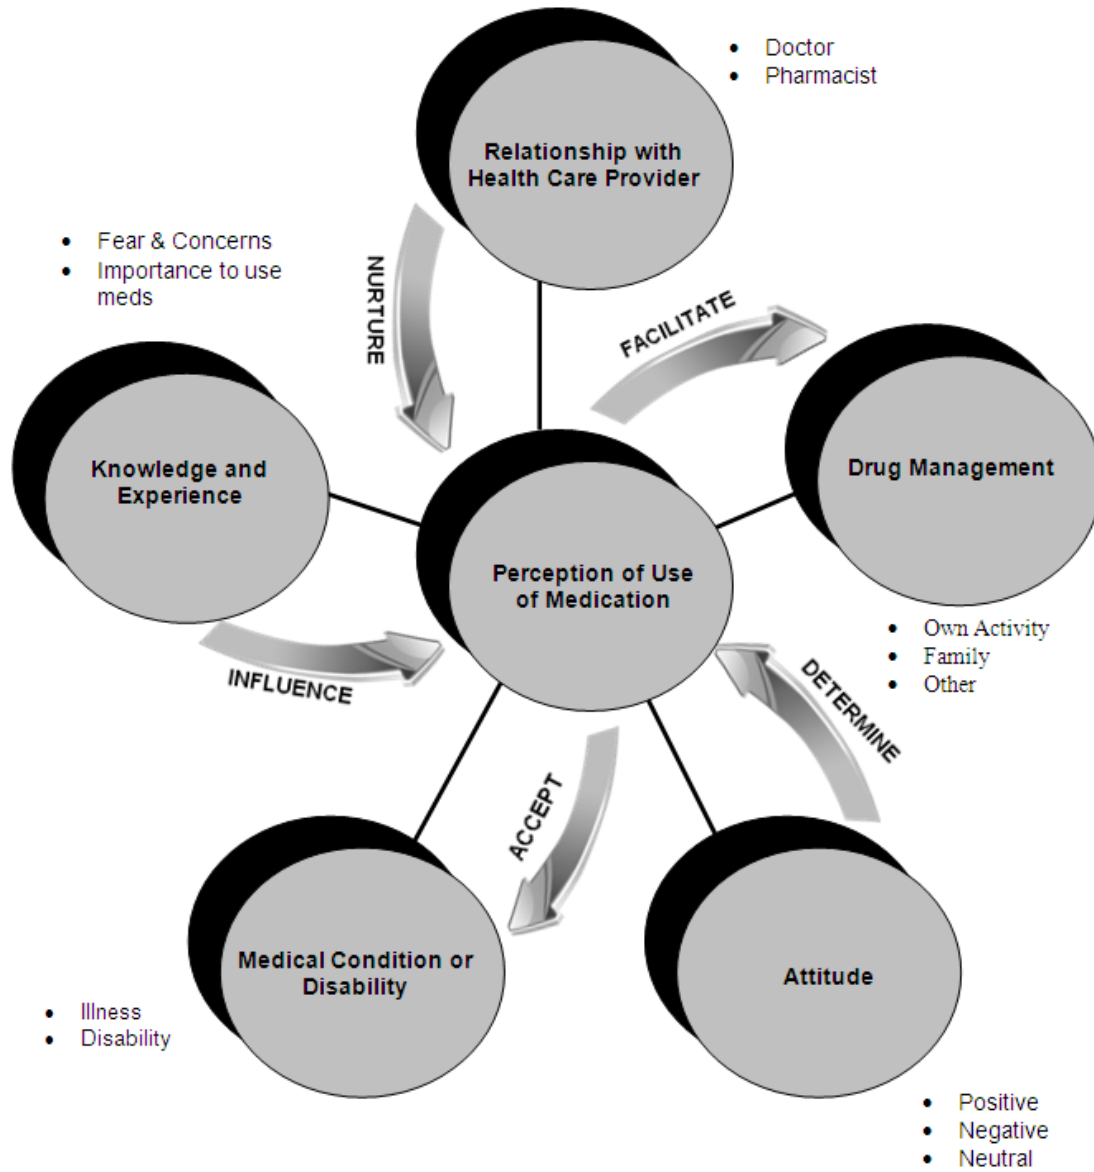 • Doctor
• Pharmacist
Relationship with
Health Care Provider
• Fear & Concerns
• Importance to use
meds
NURTURE
FACILITATE
Knowledge and
Experience
Drug Management
Perception of Use
of Medication
• Own Activity
• Family
• Other
INFLUENCE
DETERMINE
ACCEPT
Medical Condition or
Disability
Attitude
• Illness
• Disability
• Positive
• Negative
• Neutral